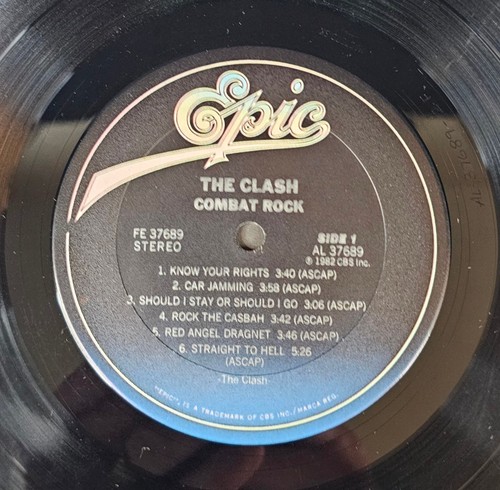 Epic
THE CLASH
COMBAT ROCK
FE 37689
STEREO
SIDE 1
AL 37689
℗ 1982 CBS Inc.
1. KNOW YOUR RIGHTS 3:40 (ASCAP)
2. CAR JAMMING 3:58 (ASCAP)
3. SHOULD I STAY OR SHOULD I GO 3:06 (ASCAP)
4. ROCK THE CASBAH 3:42 (ASCAP)
5. RED ANGEL DRAGNET 3:46 (ASCAP)
6. STRAIGHT TO HELL 5:26
(ASCAP)
-The Clash-
"EPIC", IS A TRADEMARK OF CBS INC./MARCA REG.